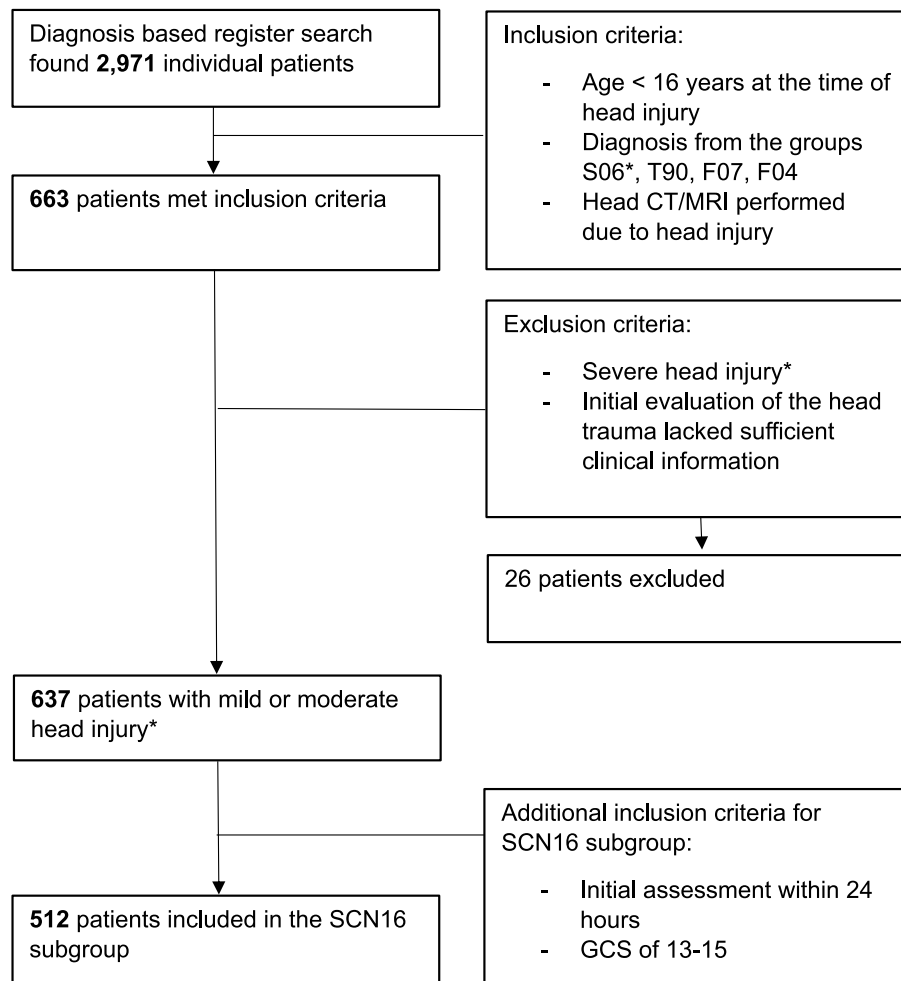 Diagnosis based register search
found 2,971 individual patients
Inclusion criteria:
- Age < 16 years at the time of
head injury
- Diagnosis from the groups
S06*, T90, F07, F04
- Head CT/MRI performed
due to head injury
663 patients met inclusion criteria
Exclusion criteria:
- Severe head injury*
- Initial evaluation of the head
trauma lacked sufficient
clinical information
26 patients excluded
637 patients with mild or moderate
head injury*
Additional inclusion criteria for
SCN16 subgroup:
- Initial assessment within 24
hours
- GCS of 13-15
512 patients included in the SCN16
subgroup